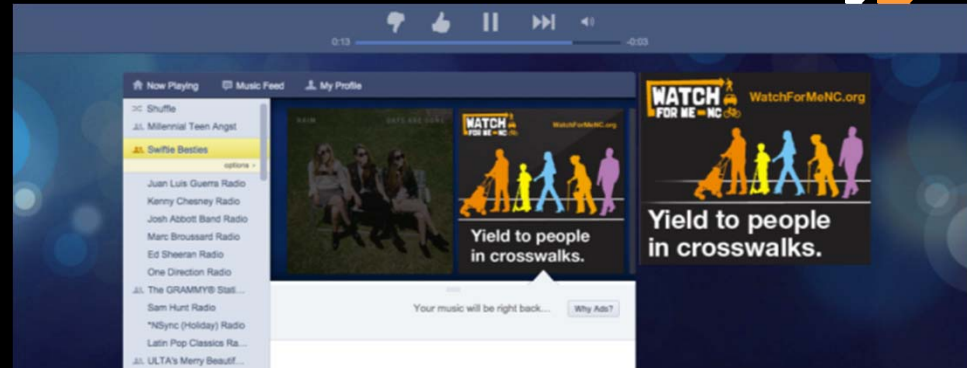 0:13
-0:03
Now Playing
Music Feed
My Profile
Shuffle
Millennial Teen Angst
Swiftie Besties
options
Juan Luis Guerra Radio
Kenny Chesney Radio
Josh Abbott Band Radio
Marc Broussard Radio
Ed Sheeran Radio
One Direction Radio
The GRAMMY® Stati...
Sam Hunt Radio
*NSync (Holiday) Radio
Latin Pop Classics Ra...
ULTA's Merry Beautif...
HAIM
DAYS ARE GONE
WATCH
FOR ME-NC
WatchForMeNC.org
Yield to people
in crosswalks.
Your music will be right back...
Why Ads?
WATCH
FOR ME-NC
WatchForMeNC.org
Yield to people
in crosswalks.